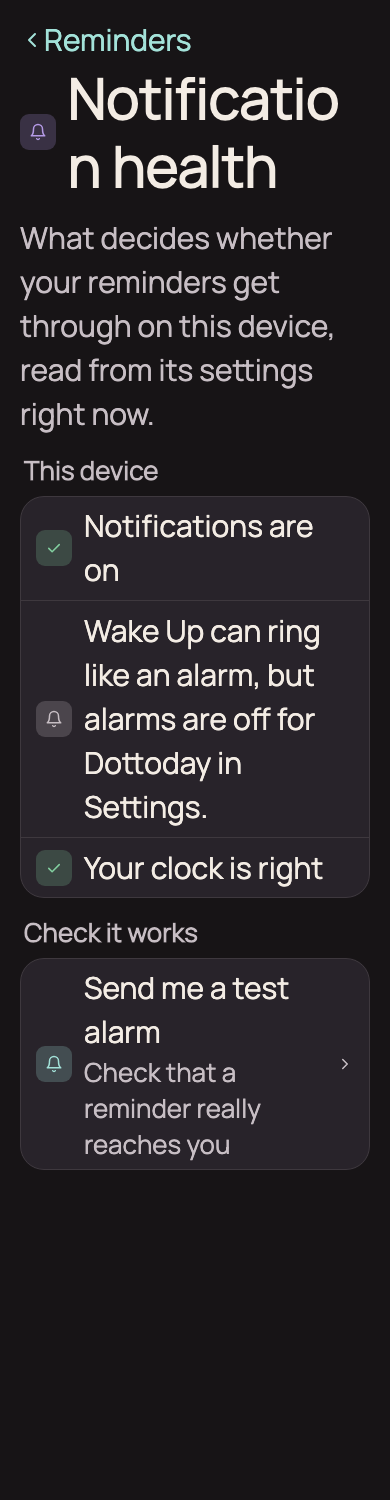 Reminders
Notificatio
n health
What decides whether
your reminders get
through on this device,
read from its settings
right now.
This device
Notifications are
on
Wake Up can ring
like an alarm, but
alarms are off for
Dottoday in
Settings.
Your clock is right
Check it works
Send me a test
alarm
Check that a
reminder really
reaches you